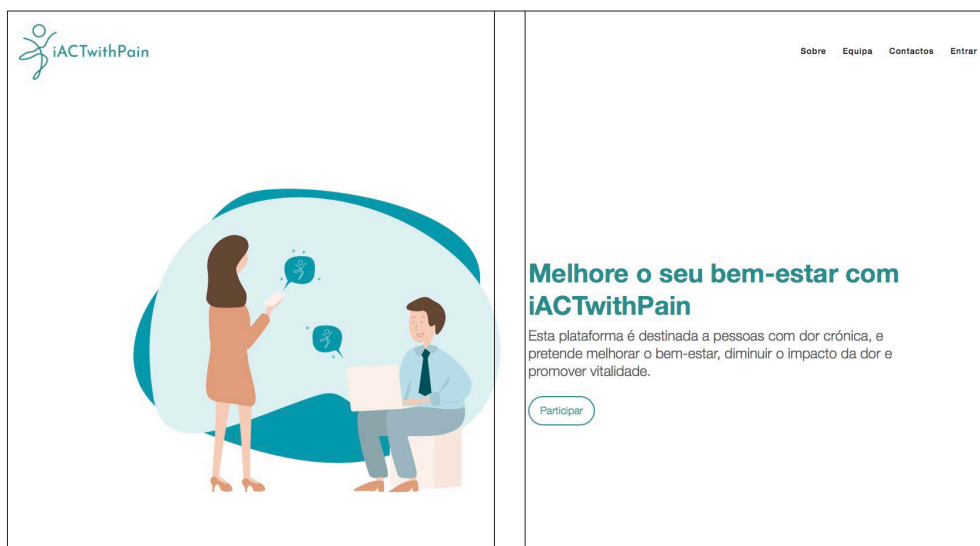 iACTwithPain
Sobre Equipa Contactos Entrar
Melhore o seu bem-estar com
iACTwithPain
Esta plataforma é destinada a pessoas com dor crónica, e
pretende melhorar o bem-estar, diminuir o impacto da dor e
promover vitalidade.
Participar